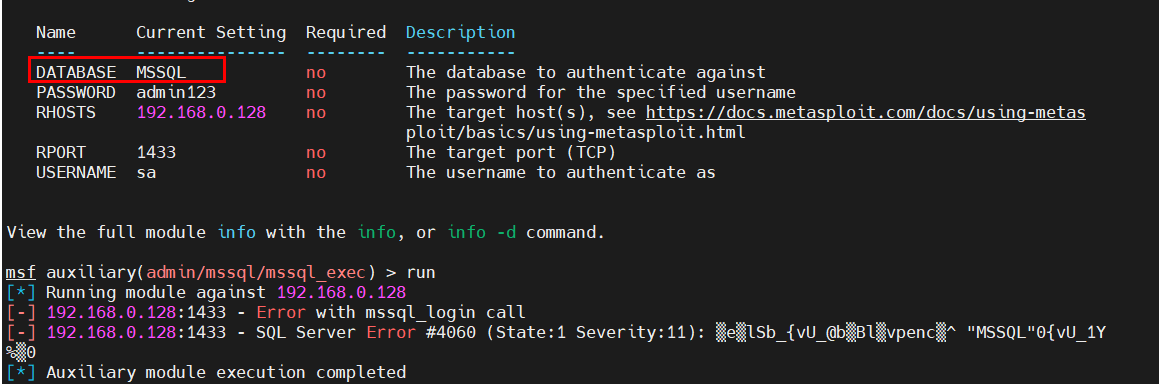 Name Current Setting Required Description
---- --------------- -------- -----------
DATABASE MSSQL no The database to authenticate against
PASSWORD admin123 no The password for the specified username
RHOSTS 192.168.0.128 no The target host(s), see https://docs.metasploit.com/docs/using-metas
ploit/basics/using-metasploit.html
RPORT 1433 no The target port (TCP)
USERNAME sa no The username to authenticate as
View the full module info with the info, or info -d command.
msf auxiliary(admin/mssql/mssql_exec) > run
[*] Running module against 192.168.0.128
[-] 192.168.0.128:1433 - Error with mssql_login call
[-] 192.168.0.128:1433 - SQL Server Error #4060 (State:1 Severity:11): ▒e▒lSb_{vU_@b▒Bl▒vpenc▒^ "MSSQL"0{vU_1Y
%▒0
[*] Auxiliary module execution completed